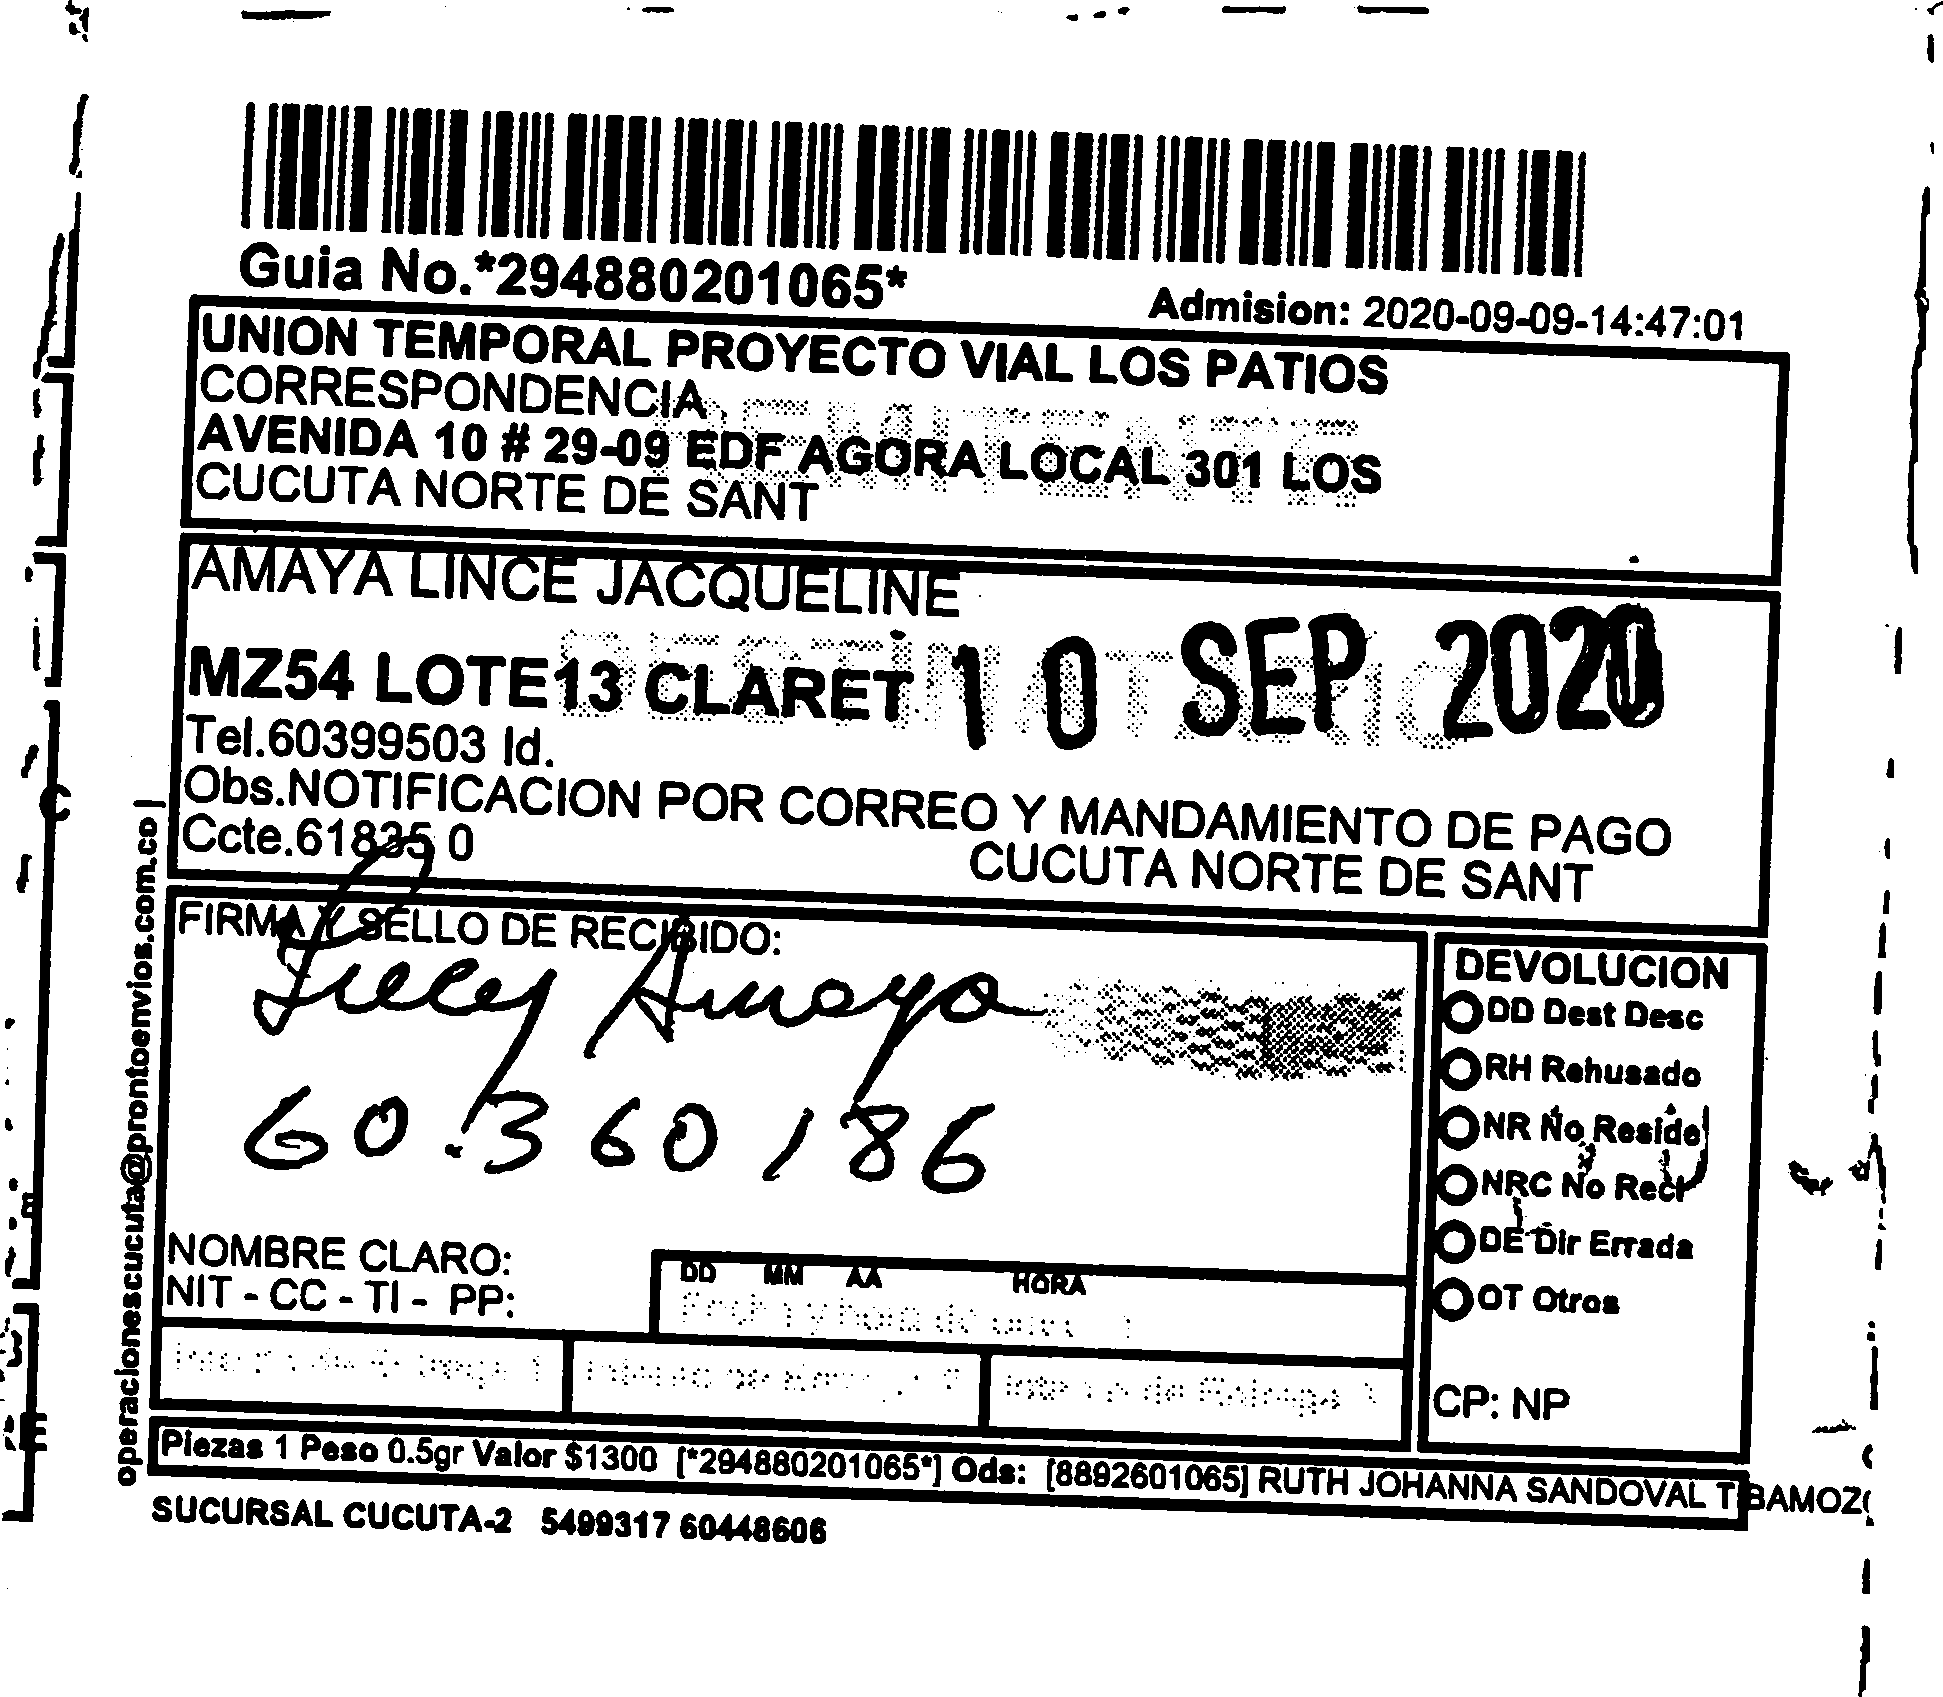 Guia No.*294880201065*
Admision: 2020-09-09-14:47:01
UNION TEMPORAL PROYECTO VIAL LOS PATIOS
CORRESPONDENCIA
REMITENTE
AVENIDA 10 # 29-09 EDF AGORA LOCAL 301 LOS
CUCUTA NORTE DE SANT
AMAYA LINCE JACQUELINE
DESTINATARIO
10 SEP 2020
MZ54 LOTE13 CLARET
Tel.60399503 Id.
Obs.NOTIFICACION POR CORREO Y MANDAMIENTO DE PAGO
Ccte.61835 0
CUCUTA NORTE DE SANT
operacionescucuta@prontoenvios.com.co |
FIRMA Y SELLO DE RECIBIDO:
Amaya
60.360186
NOMBRE CLARO:
NIT - CC - TI - PP:
DD MM AA HORA
DEVOLUCION
DD Dest Desc
RH Rehusado
NR No Reside
NRC No Recl
DE Dir Errada
OT Otros
CP: NP
Piezas 1 Peso 0.5gr Valor $1300 [*294880201065*] Ods: [8892601065] RUTH JOHANNA SANDOVAL TIBAMOZO
SUCURSAL CUCUTA-2 5499317 60448606